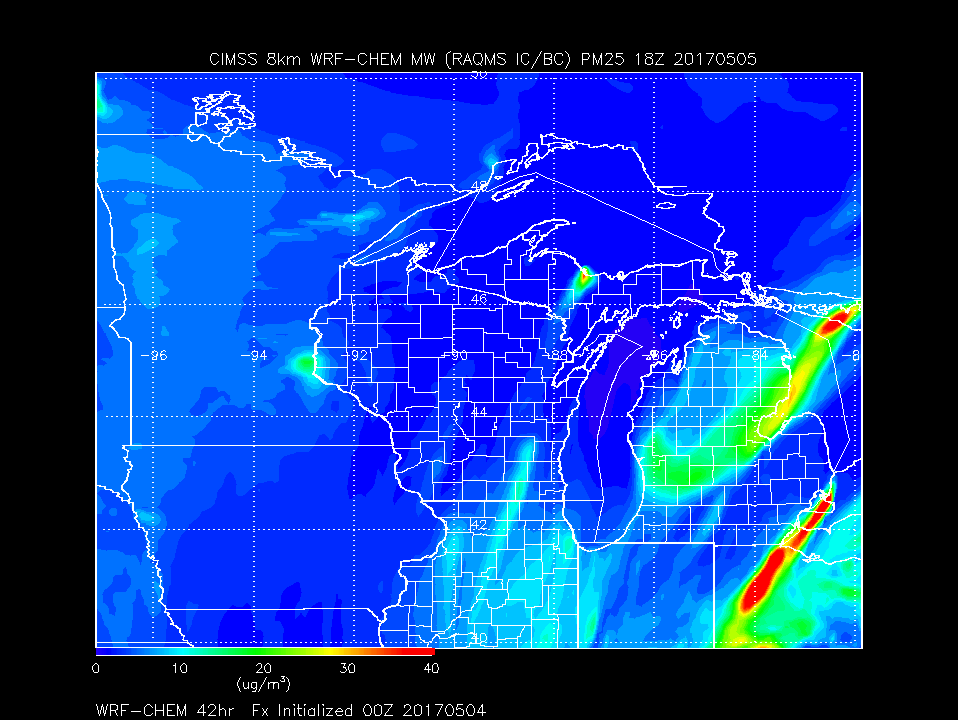 CIMSS 8km WRF-CHEM MW (RAQMS IC/BC) PM25 18Z 20170505
50
48
46
-96 -94 -92 -90 -88 -86 -84 -8
44
42
40
0 10 20 30 40
(ug/m³)
WRF-CHEM 42hr Fx Initialized 00Z 20170504